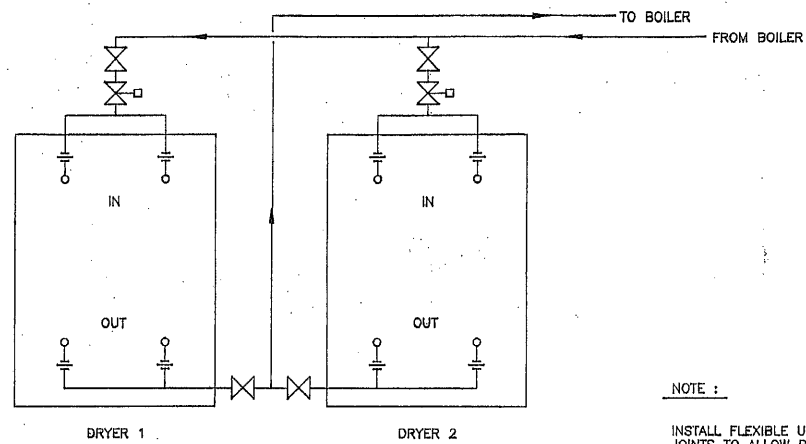 TO BOILER
FROM BOILER
IN
IN
OUT
OUT
DRYER 1
DRYER 2
NOTE :
INSTALL FLEXIBLE
JOINTS TO ALLOW